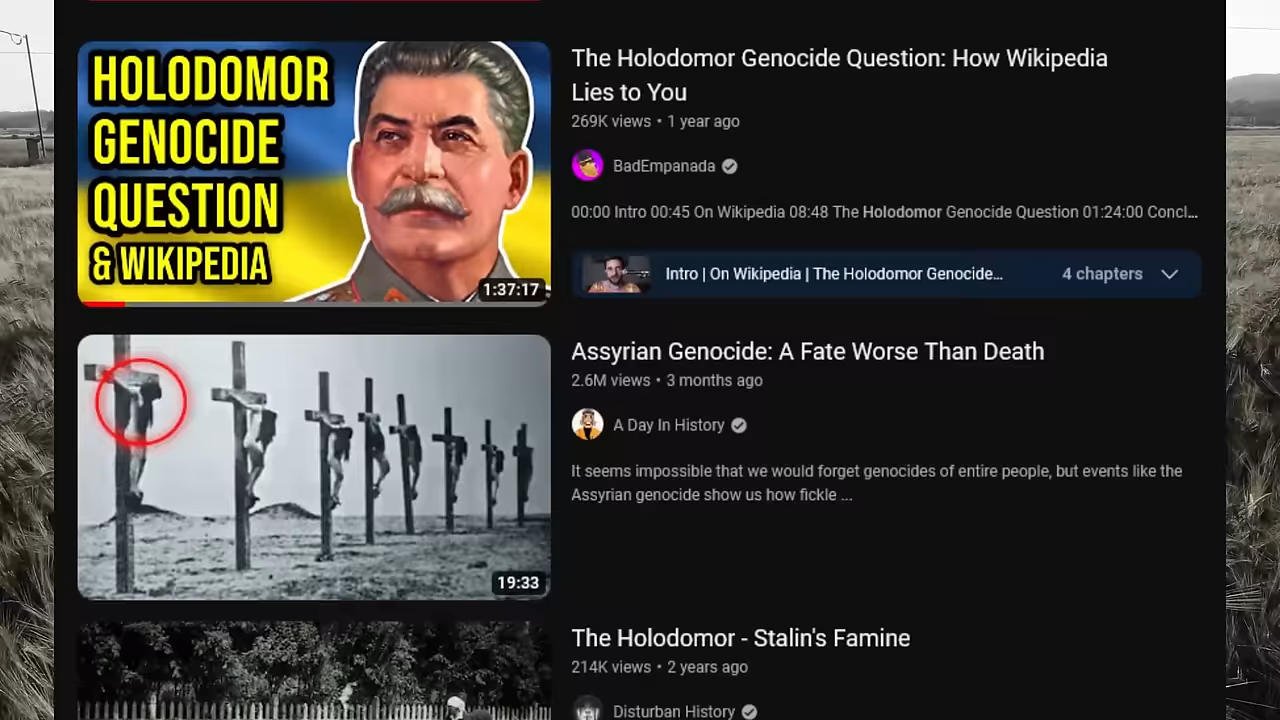 HOLODOMOR
GENOCIDE
QUESTION
& WIKIPEDIA
1:37:17
The Holodomor Genocide Question: How Wikipedia
Lies to You
269K views • 1 year ago
BadEmpanada
00:00 Intro 00:45 On Wikipedia 08:48 The Holodomor Genocide Question 01:24:00 Concl...
Intro | On Wikipedia | The Holodomor Genocide...
4 chapters
19:33
Assyrian Genocide: A Fate Worse Than Death
2.6M views • 3 months ago
A Day In History
It seems impossible that we would forget genocides of entire people, but events like the
Assyrian genocide show us how fickle ...
The Holodomor - Stalin's Famine
214K views • 2 years ago
Disturban History